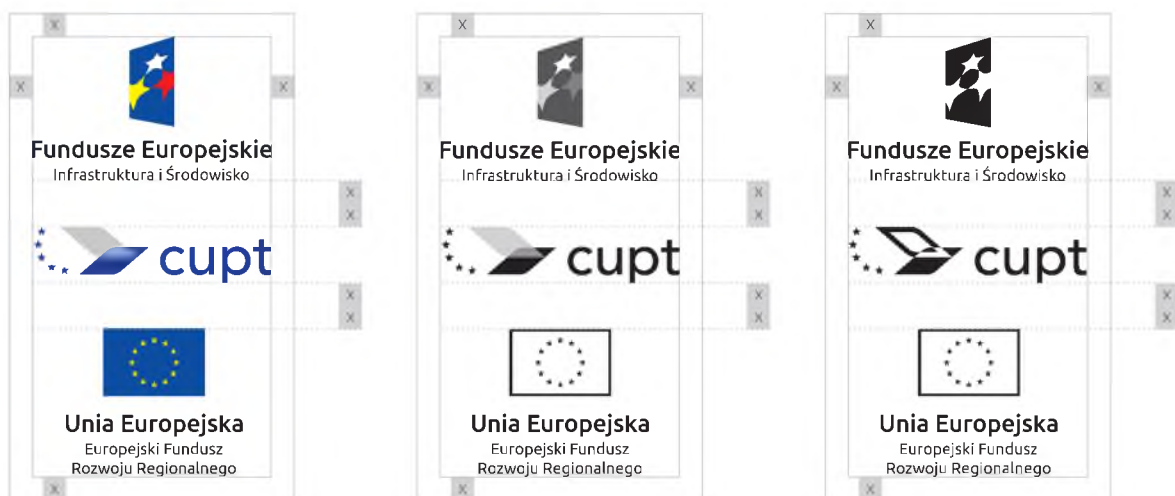 X
X X
Fundusze Europejskie
Infrastruktura i Środowisko
X
X
cupt
X
X
Unia Europejska
Europejski Fundusz
Rozwoju Regionalnego
X
X
X X
Fundusze Europejskie
Infrastruktura i Środowisko
X
X
cupt
X
X
Unia Europejska
Europejski Fundusz
Rozwoju Regionalnego
X
X
X X
Fundusze Europejskie
Infrastruktura i Środowisko
X
X
cupt
X
X
Unia Europejska
Europejski Fundusz
Rozwoju Regionalnego
X